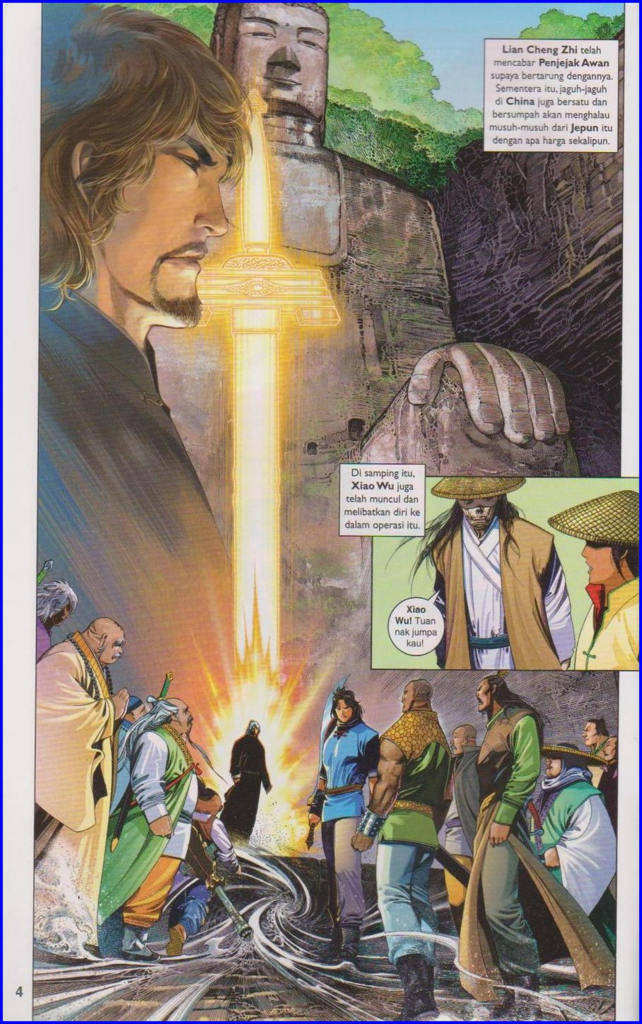 Lian Cheng Zhi telah
mencabar Penjejak Awan
supaya bertarung dengannya.
Sementera itu, jaguh-jaguh
di China juga bersatu dan
bersumpah akan menghalau
musuh-musuh dari Jepun itu
dengan apa harga sekalipun.
Di samping itu,
Xiao Wu juga
telah muncul dan
melibatkan diri ke
dalam operasi itu.
Xiao
Wu! Tuan
nak jumpa
kau!
4